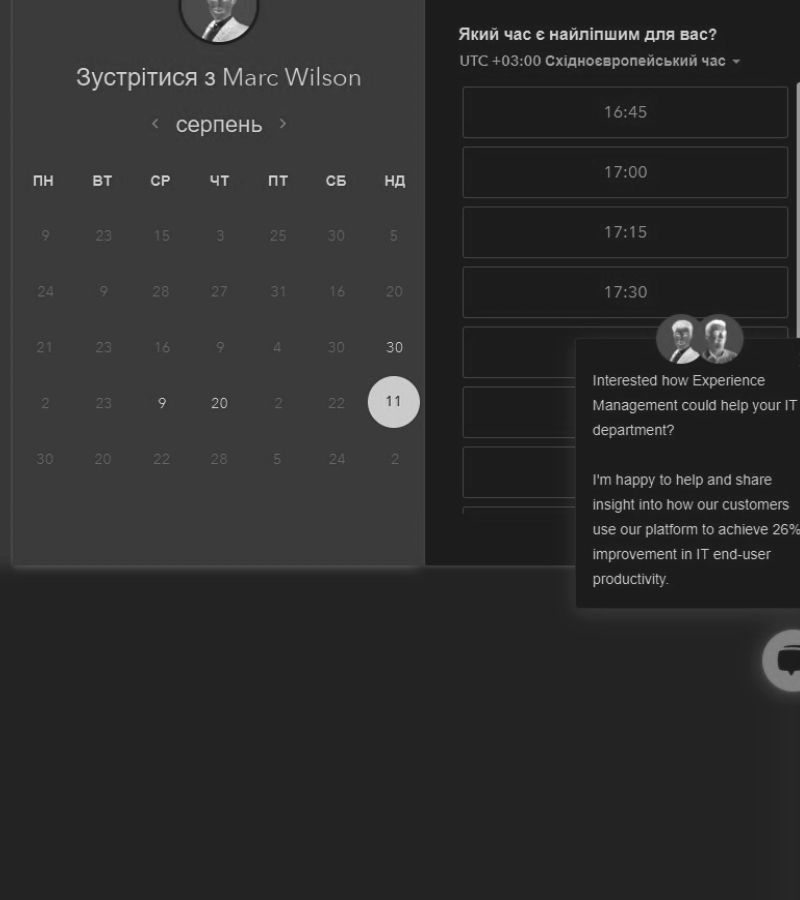 Зустрітися з Marc Wilson
серпень
ПН ВТ СР ЧТ ПТ СБ НД
9 23 15 3 25 30 5
24 9 28 27 31 16 20
21 23 16 9 4 30 30
2 23 9 20 2 22 11
30 20 22 28 5 24 2
Який час є найліпшим для вас?
UTC +03:00 Східноєвропейський час
16:45
17:00
17:15
17:30
Interested how Experience
Management could help your IT
department?
I'm happy to help and share
insight into how our customers
use our platform to achieve 26%
improvement in IT end-user
productivity.